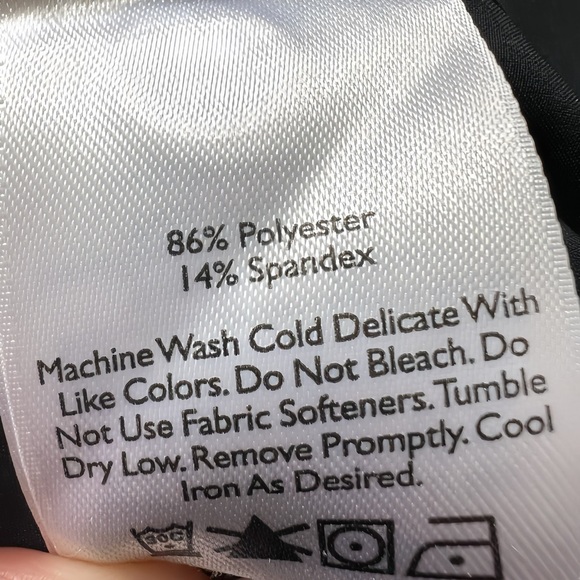 86% Polyester
14% Spandex
Machine Wash Cold Delicate With
Like Colors. Do Not Bleach. Do
Not Use Fabric Softeners. Tumble
Dry Low. Remove Promptly. Cool
Iron As Desired.
30C